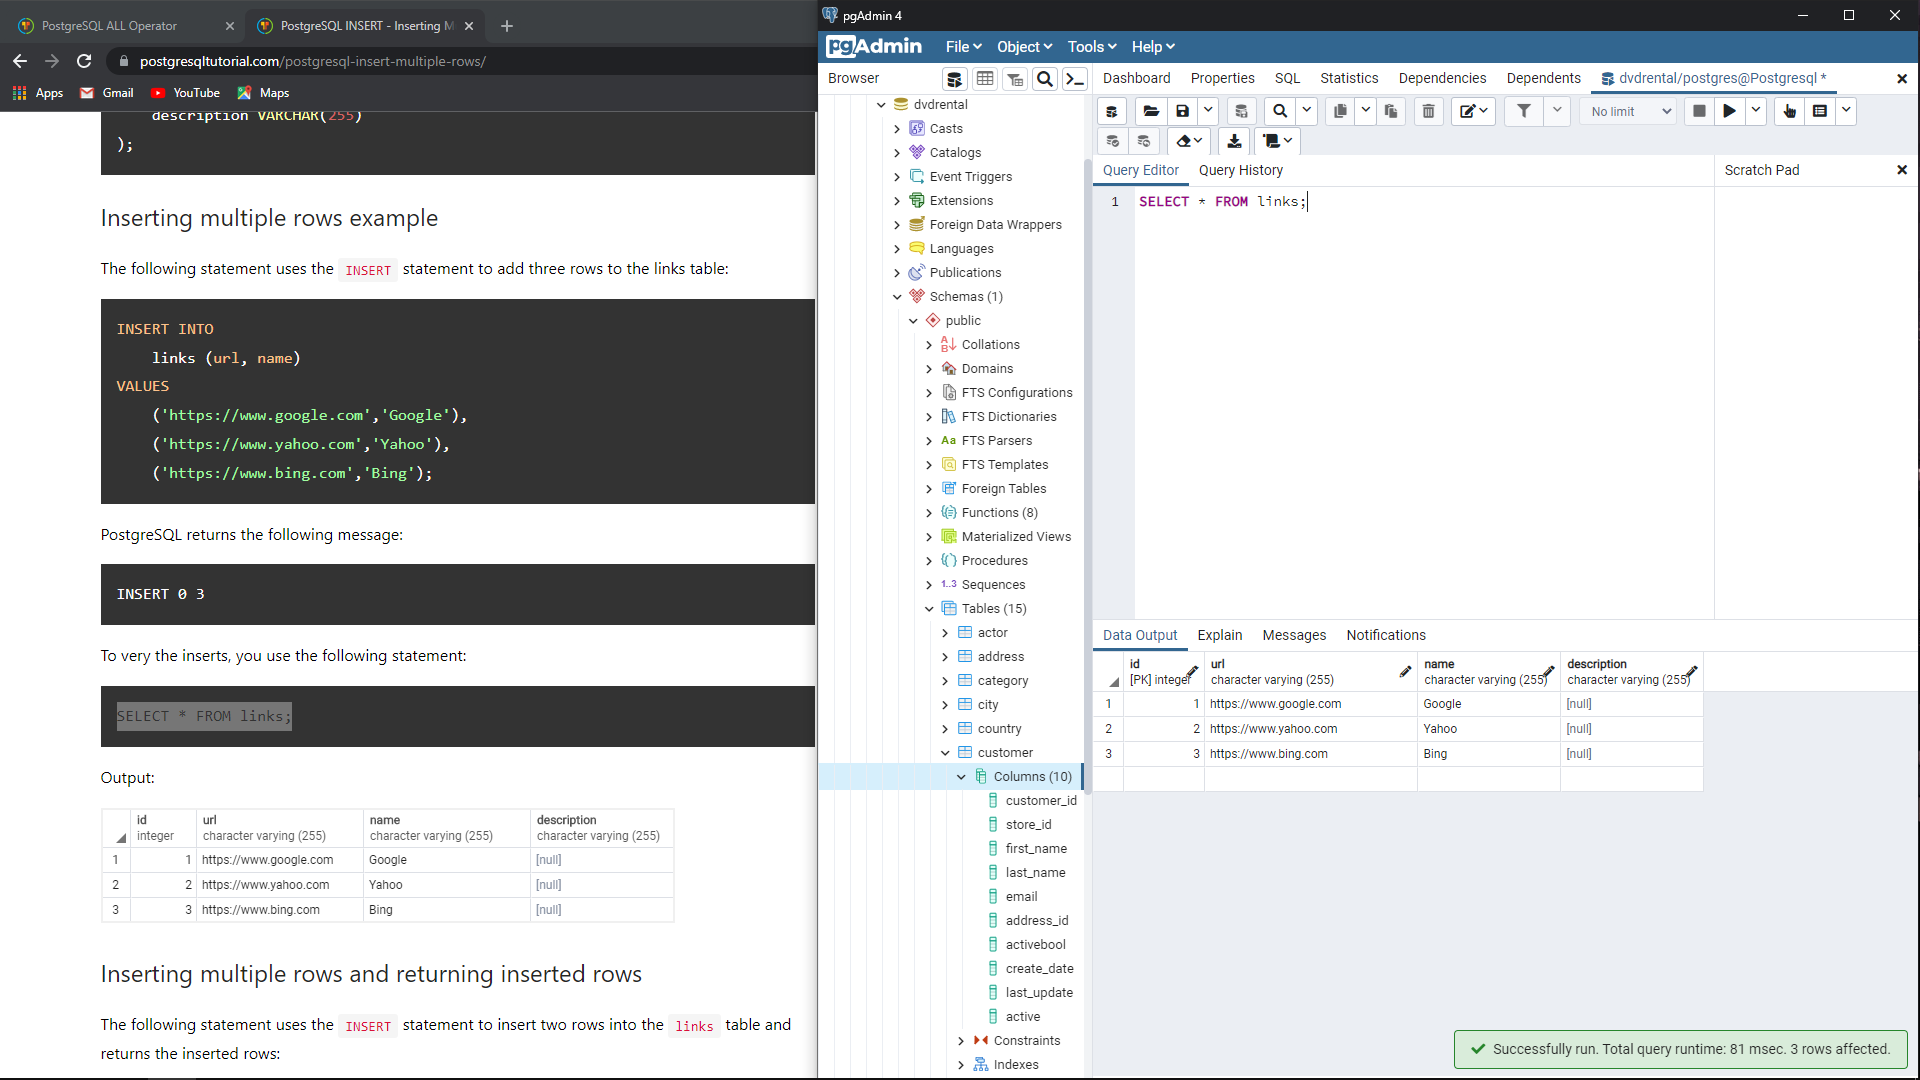 PostgreSQL ALL Operator
PostgreSQL INSERT - Inserting M
postgresqltutorial.com/postgresql-insert-multiple-rows/
Apps Gmail YouTube Maps
description VARCHAR(255)
);
Inserting multiple rows example
The following statement uses the INSERT statement to add three rows to the links table:
INSERT INTO
links (url, name)
VALUES
('https://www.google.com','Google'),
('https://www.yahoo.com','Yahoo'),
('https://www.bing.com','Bing');
PostgreSQL returns the following message:
INSERT 0 3
To very the inserts, you use the following statement:
SELECT * FROM links;
Output:
id url name description
integer character varying (255) character varying (255) character varying (255)
1 1 https://www.google.com Google [null]
2 2 https://www.yahoo.com Yahoo [null]
3 3 https://www.bing.com Bing [null]
Inserting multiple rows and returning inserted rows
The following statement uses the INSERT statement to insert two rows into the links table and
returns the inserted rows:
pgAdmin 4
pgAdmin File Object Tools Help
Browser
Dashboard Properties SQL Statistics Dependencies Dependents dvdrental/postgres@Postgresql *
dvdrental
Casts
Catalogs
Event Triggers
Extensions
Foreign Data Wrappers
Languages
Publications
Schemas (1)
public
Collations
Domains
FTS Configurations
FTS Dictionaries
Aa FTS Parsers
FTS Templates
Foreign Tables
Functions (8)
Materialized Views
Procedures
1..3 Sequences
Tables (15)
actor
address
category
city
country
customer
Columns (10)
customer_id
store_id
first_name
last_name
email
address_id
activebool
create_date
last_update
active
Constraints
Indexes
No limit
Query Editor Query History
Scratch Pad
1 SELECT * FROM links;
Data Output Explain Messages Notifications
id url name description
[PK] integer character varying (255) character varying (255) character varying (255)
1 1 https://www.google.com Google [null]
2 2 https://www.yahoo.com Yahoo [null]
3 3 https://www.bing.com Bing [null]
Successfully run. Total query runtime: 81 msec. 3 rows affected.